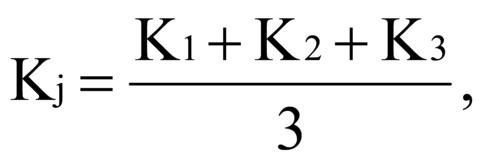 K₁ + K₂ + K₃
Kⱼ = ,
3